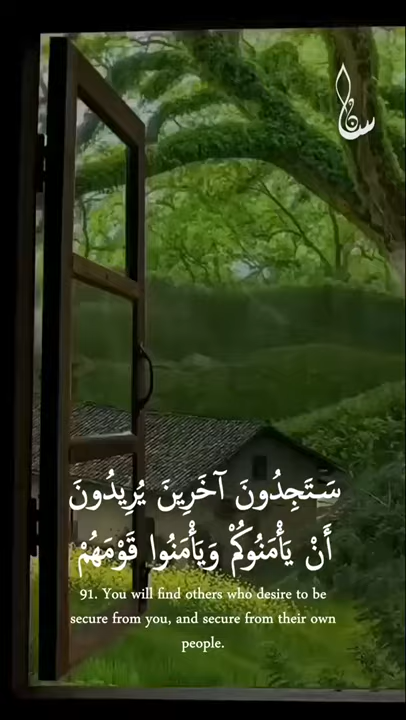 سَتَجِدُونَ آخَرِينَ يُرِيدُونَ
أَنْ يَأْمَنُوكُمْ وَيَأْمَنُوا قَوْمَهُمْ
91. You will find others who desire to be
secure from you, and secure from their own
people.